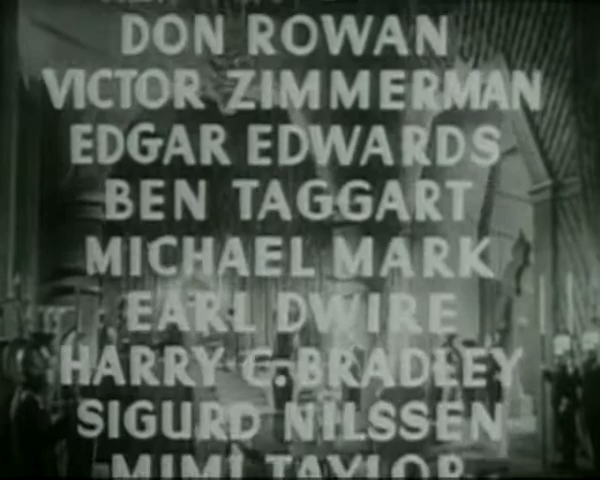 DON ROWAN
VICTOR ZIMMERMAN
EDGAR EDWARDS
BEN TAGGART
MICHAEL MARK
EARL DWIRE
HARRY C. BRADLEY
SIGURD NILSSEN
MIMI TAYLOR